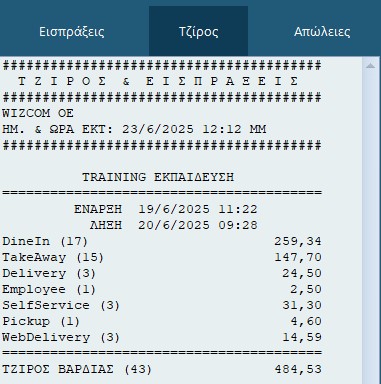 Εισπράξεις Τζίρος Απώλειες
########################################
Τ Ζ Ι Ρ Ο Σ & Ε Ι Σ Π Ρ Α Ξ Ε Ι Σ
########################################
WIZCOM ΟΕ
ΗΜ. & ΩΡΑ ΕΚΤ: 23/6/2025 12:12 ΜΜ
########################################
TRAINING ΕΚΠΑΙΔΕΥΣΗ
========================================
ΕΝΑΡΞΗ 19/6/2025 11:22
ΛΗΞΗ 20/6/2025 09:28
DineIn (17) 259,34
TakeAway (15) 147,70
Delivery (3) 24,50
Employee (1) 2,50
SelfService (3) 31,30
Pickup (1) 4,60
WebDelivery (3) 14,59
========================================
ΤΖΙΡΟΣ ΒΑΡΔΙΑΣ (43) 484,53